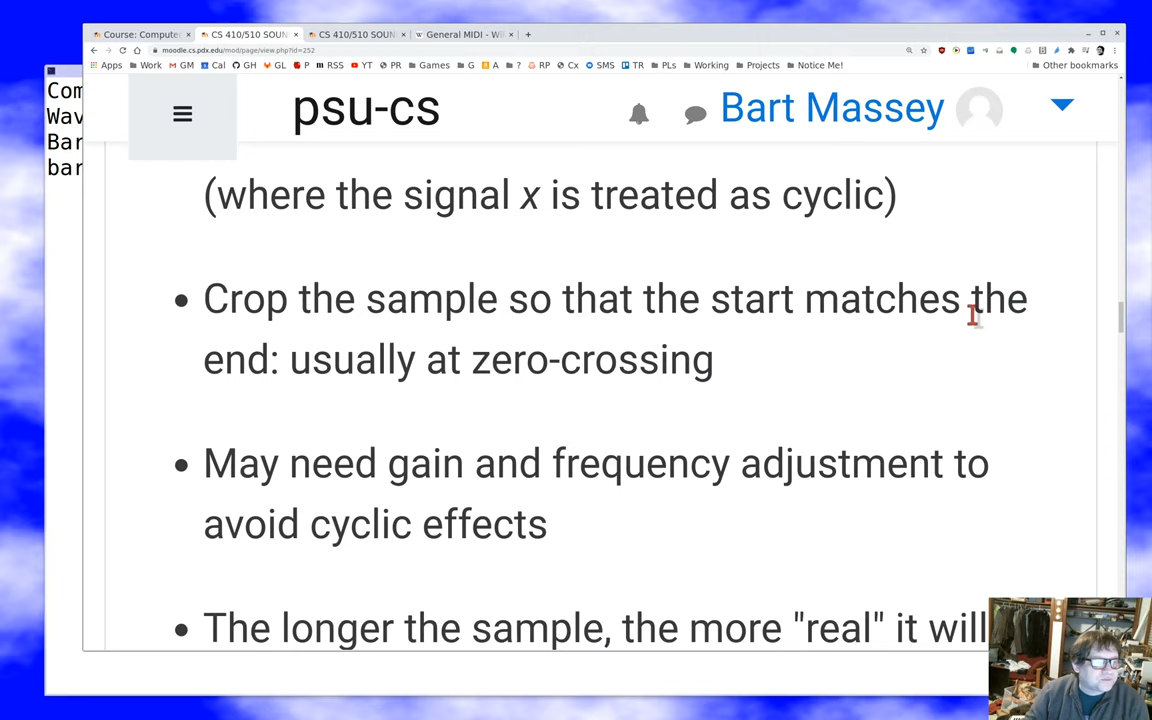 Course: Compute
CS 410/510 SOUN
CS 410/510 SOUN
General MIDI - Wi
moodle.cs.pdx.edu/mod/page/view.php?id=252
Apps Work GM Cal GH GL P RSS YT PR Games G A ? RP Cx SMS TR PLs Working Projects Notice Me! Other bookmarks
Com
Wav
Bar
bar
psu-cs
Bart Massey
(where the signal x is treated as cyclic)
• Crop the sample so that the start matches the
end: usually at zero-crossing
• May need gain and frequency adjustment to
avoid cyclic effects
• The longer the sample, the more "real" it will